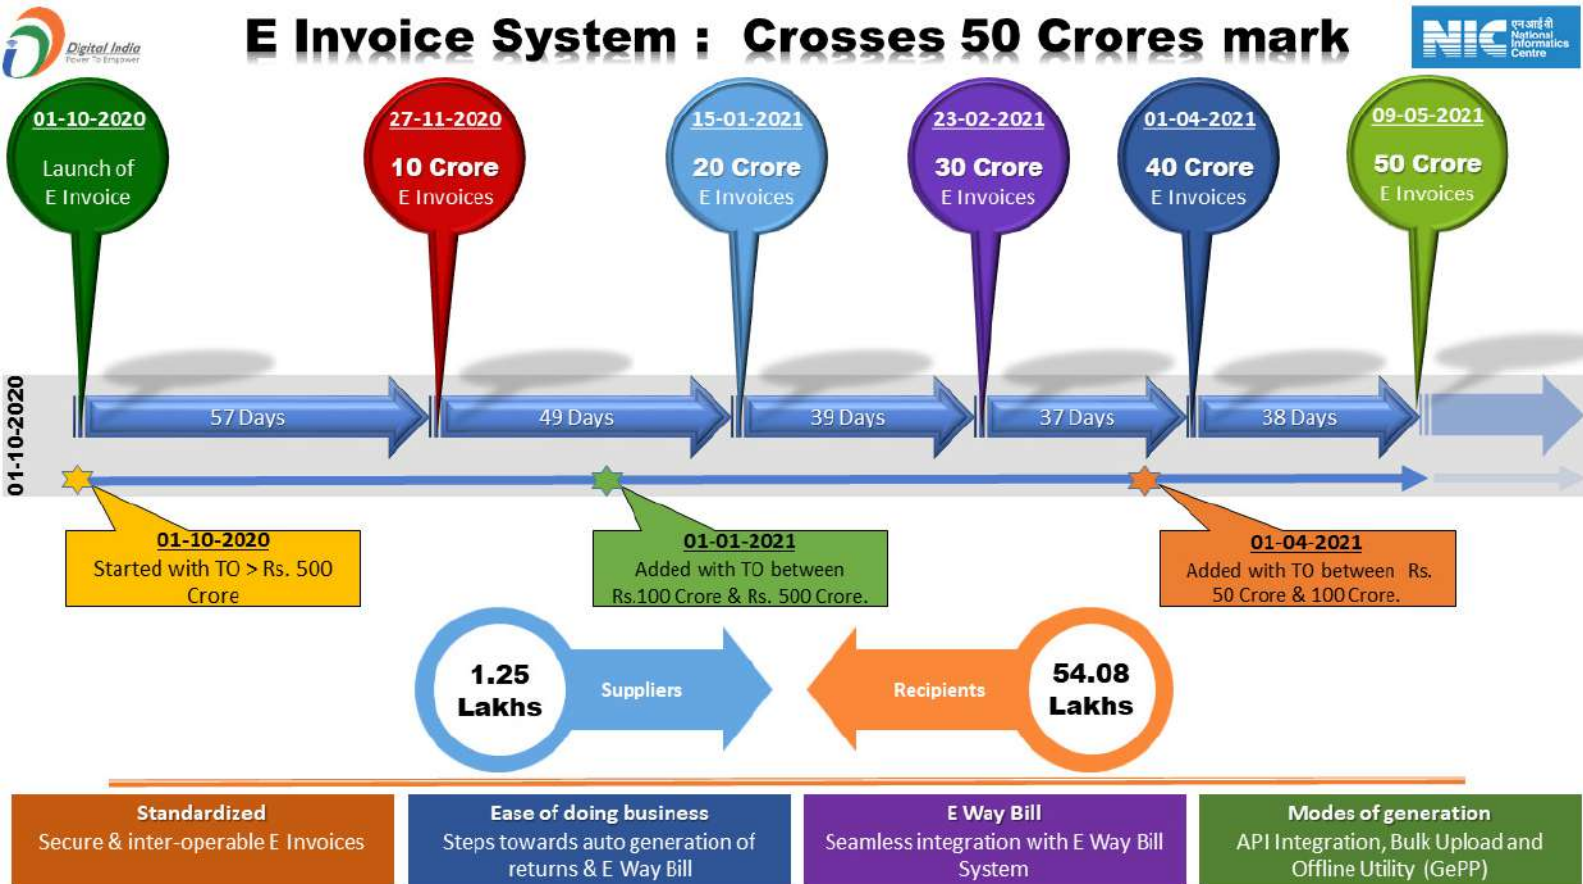 Digital India
Power To Empower
E Invoice System : Crosses 50 Crores mark
NIC
एन आई सी
National
Informatics
Centre
01-10-2020
Launch of
E Invoice
27-11-2020
10 Crore
E Invoices
15-01-2021
20 Crore
E Invoices
23-02-2021
30 Crore
E Invoices
01-04-2021
40 Crore
E Invoices
09-05-2021
50 Crore
E Invoices
01-10-2020
57 Days
49 Days
39 Days
37 Days
38 Days
01-10-2020
Started with TO > Rs. 500
Crore
01-01-2021
Added with TO between
Rs.100 Crore & Rs. 500 Crore.
01-04-2021
Added with TO between Rs.
50 Crore & 100 Crore.
1.25
Lakhs
Suppliers
Recipients
54.08
Lakhs
Standardized
Secure & inter-operable E Invoices
Ease of doing business
Steps towards auto generation of
returns & E Way Bill
E Way Bill
Seamless integration with E Way Bill
System
Modes of generation
API Integration, Bulk Upload and
Offline Utility (GePP)